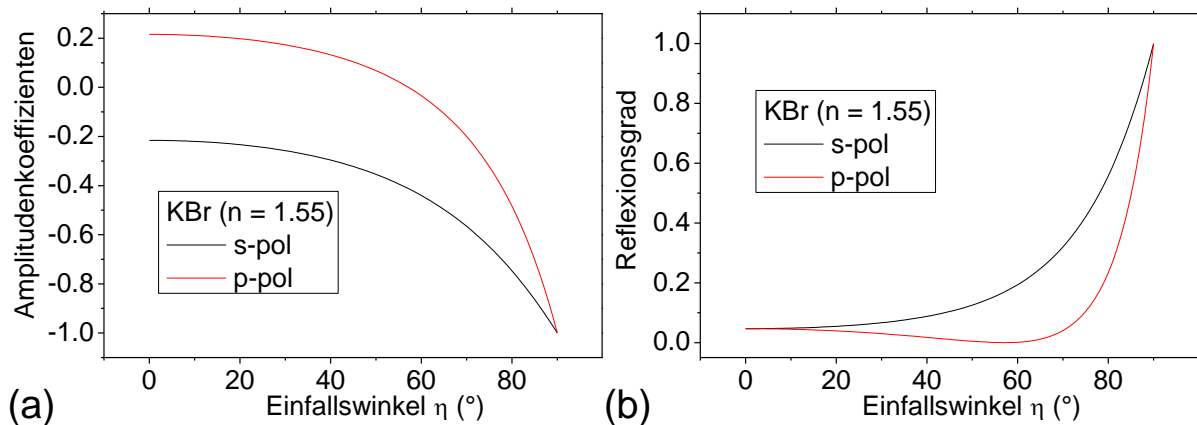 Amplitudenkoeffizienten
0.2
0.0
-0.2
-0.4
-0.6
-0.8
-1.0
KBr (n = 1.55)
s-pol
p-pol
0 20 40 60 80
Einfallswinkel η (°)
(a)
Reflexionsgrad
1.0
0.8
0.6
0.4
0.2
0.0
KBr (n = 1.55)
s-pol
p-pol
0 20 40 60 80
Einfallswinkel η (°)
(b)